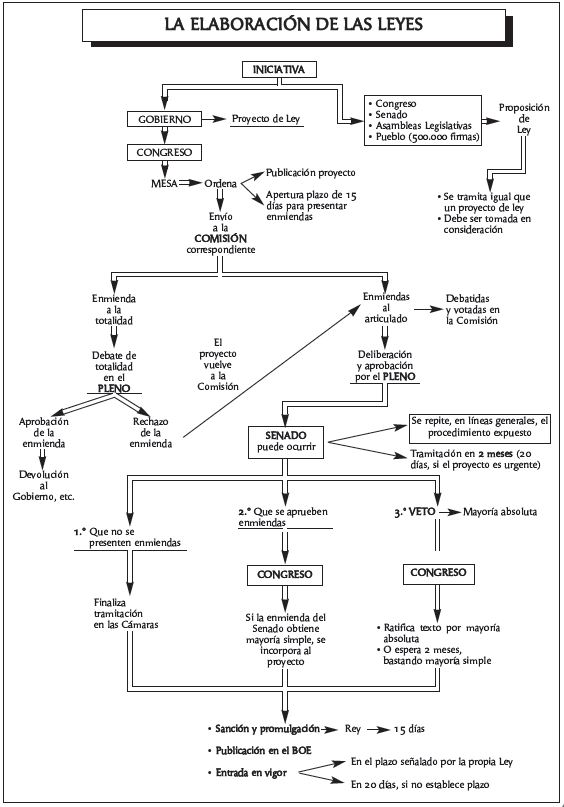 LA ELABORACIÓN DE LAS LEYES
INICIATIVA
GOBIERNO
Proyecto de Ley
• Congreso
• Senado
• Asambleas Legislativas
• Pueblo (500.000 firmas)
Proposición
de
Ley
CONGRESO
MESA
Ordena
Publicación proyecto
Apertura plazo de 15
días para presentar
enmiendas
• Se tramita igual que
un proyecto de ley
• Debe ser tomada en
consideración
Envío
a la
COMISIÓN
correspondiente
Enmienda
a la
totalidad
Enmiendas
al
articulado
Debatidas
y votadas en
la Comisión
Debate de
totalidad
en el
PLENO
El
proyecto
vuelve
a la
Comisión
Deliberación
y aprobación
por el PLENO
Aprobación
de la
enmienda
Rechazo
de la
enmienda
Devolución
al
Gobierno, etc.
SENADO
puede ocurrir
Se repite, en líneas generales, el
procedimiento expuesto
Tramitación en 2 meses (20
días, si el proyecto es urgente)
1.° Que no se
presenten enmiendas
2.° Que se aprueben
enmiendas
3.° VETO
Mayoría absoluta
CONGRESO
CONGRESO
Finaliza
tramitación
en las Cámaras
Si la enmienda del
Senado obtiene
mayoría simple, se
incorpora al
proyecto
• Ratifica texto por mayoría
absoluta
• O espera 2 meses,
bastando mayoría simple
• Sanción y promulgación
Rey
15 días
• Publicación en el BOE
• Entrada en vigor
En el plazo señalado por la propia Ley
En 20 días, si no establece plazo